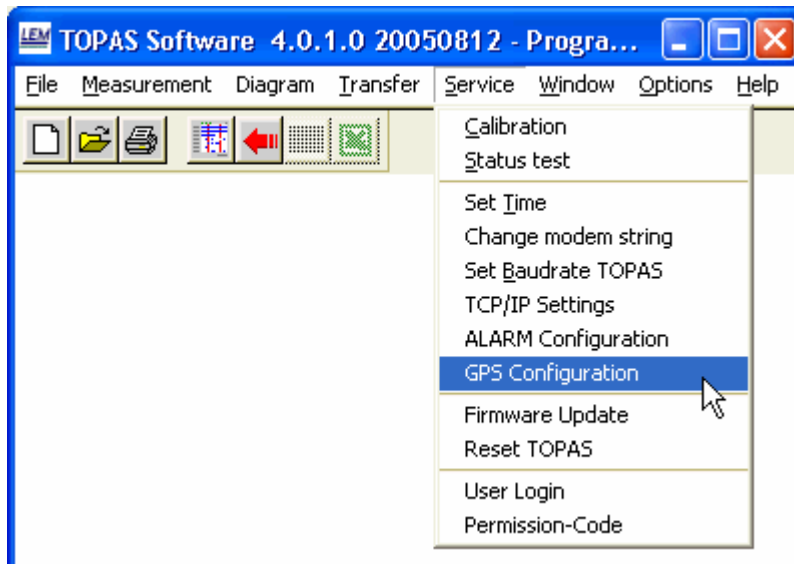 LEM TOPAS Software 4.0.1.0 20050812 - Progra...
File Measurement Diagram Transfer Service Window Options Help
Calibration
Status test
Set Time
Change modem string
Set Baudrate TOPAS
TCP/IP Settings
ALARM Configuration
GPS Configuration
Firmware Update
Reset TOPAS
User Login
Permission-Code